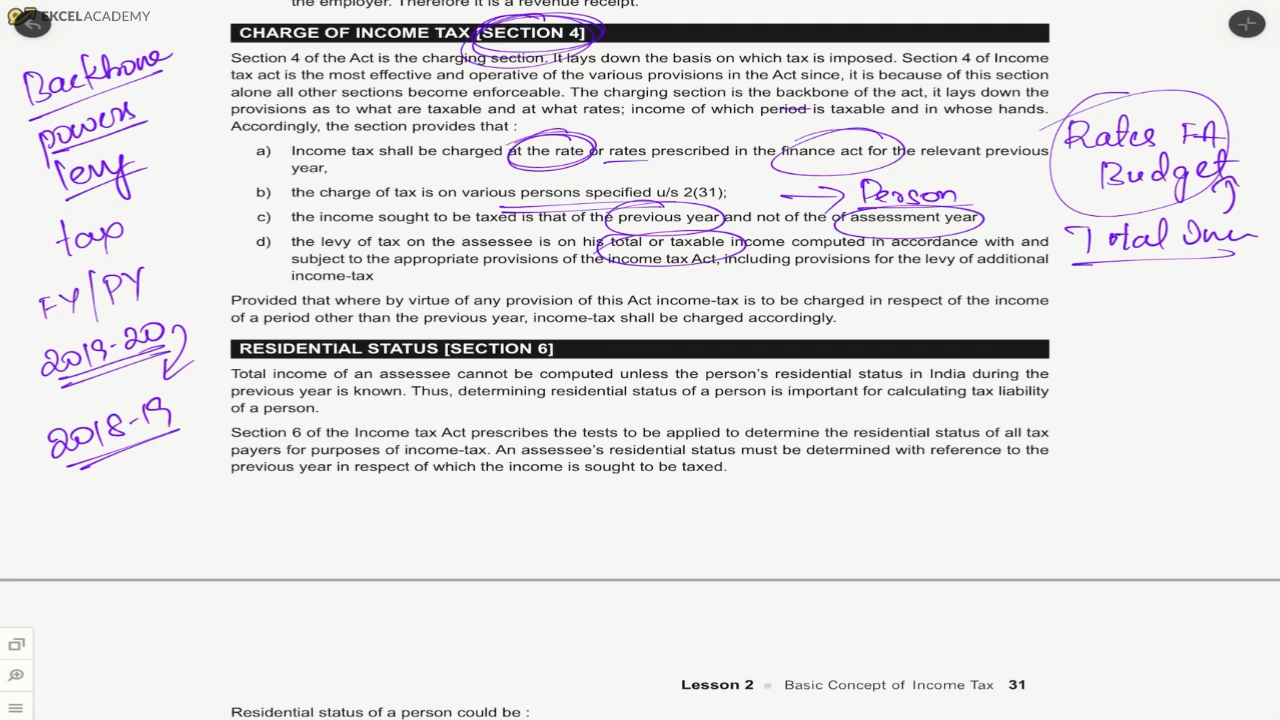 EKCELACADEMY
the employer. Therefore it is a revenue receipt.
CHARGE OF INCOME TAX [SECTION 4]
Section 4 of the Act is the charging section. It lays down the basis on which tax is imposed. Section 4 of Income
tax act is the most effective and operative of the various provisions in the Act since, it is because of this section
alone all other sections become enforceable. The charging section is the backbone of the act, it lays down the
provisions as to what are taxable and at what rates; income of which period is taxable and in whose hands.
Accordingly, the section provides that :
a) Income tax shall be charged at the rate or rates prescribed in the finance act for the relevant previous
year,
b) the charge of tax is on various persons specified u/s 2(31);
c) the income sought to be taxed is that of the previous year and not of the of assessment year
d) the levy of tax on the assessee is on his total or taxable income computed in accordance with and
subject to the appropriate provisions of the income tax Act, including provisions for the levy of additional
income-tax
Provided that where by virtue of any provision of this Act income-tax is to be charged in respect of the income
of a period other than the previous year, income-tax shall be charged accordingly.
RESIDENTIAL STATUS [SECTION 6]
Total income of an assessee cannot be computed unless the person's residential status in India during the
previous year is known. Thus, determining residential status of a person is important for calculating tax liability
of a person.
Section 6 of the Income tax Act prescribes the tests to be applied to determine the residential status of all tax
payers for purposes of income-tax. An assessee's residential status must be determined with reference to the
previous year in respect of which the income is sought to be taxed.
Lesson 2 Basic Concept of Income Tax 31
Residential status of a person could be :
Backbone
powers
levy
tax
FY/PY
2019-20
2018-19
Person
Rates FA
Budget
Total